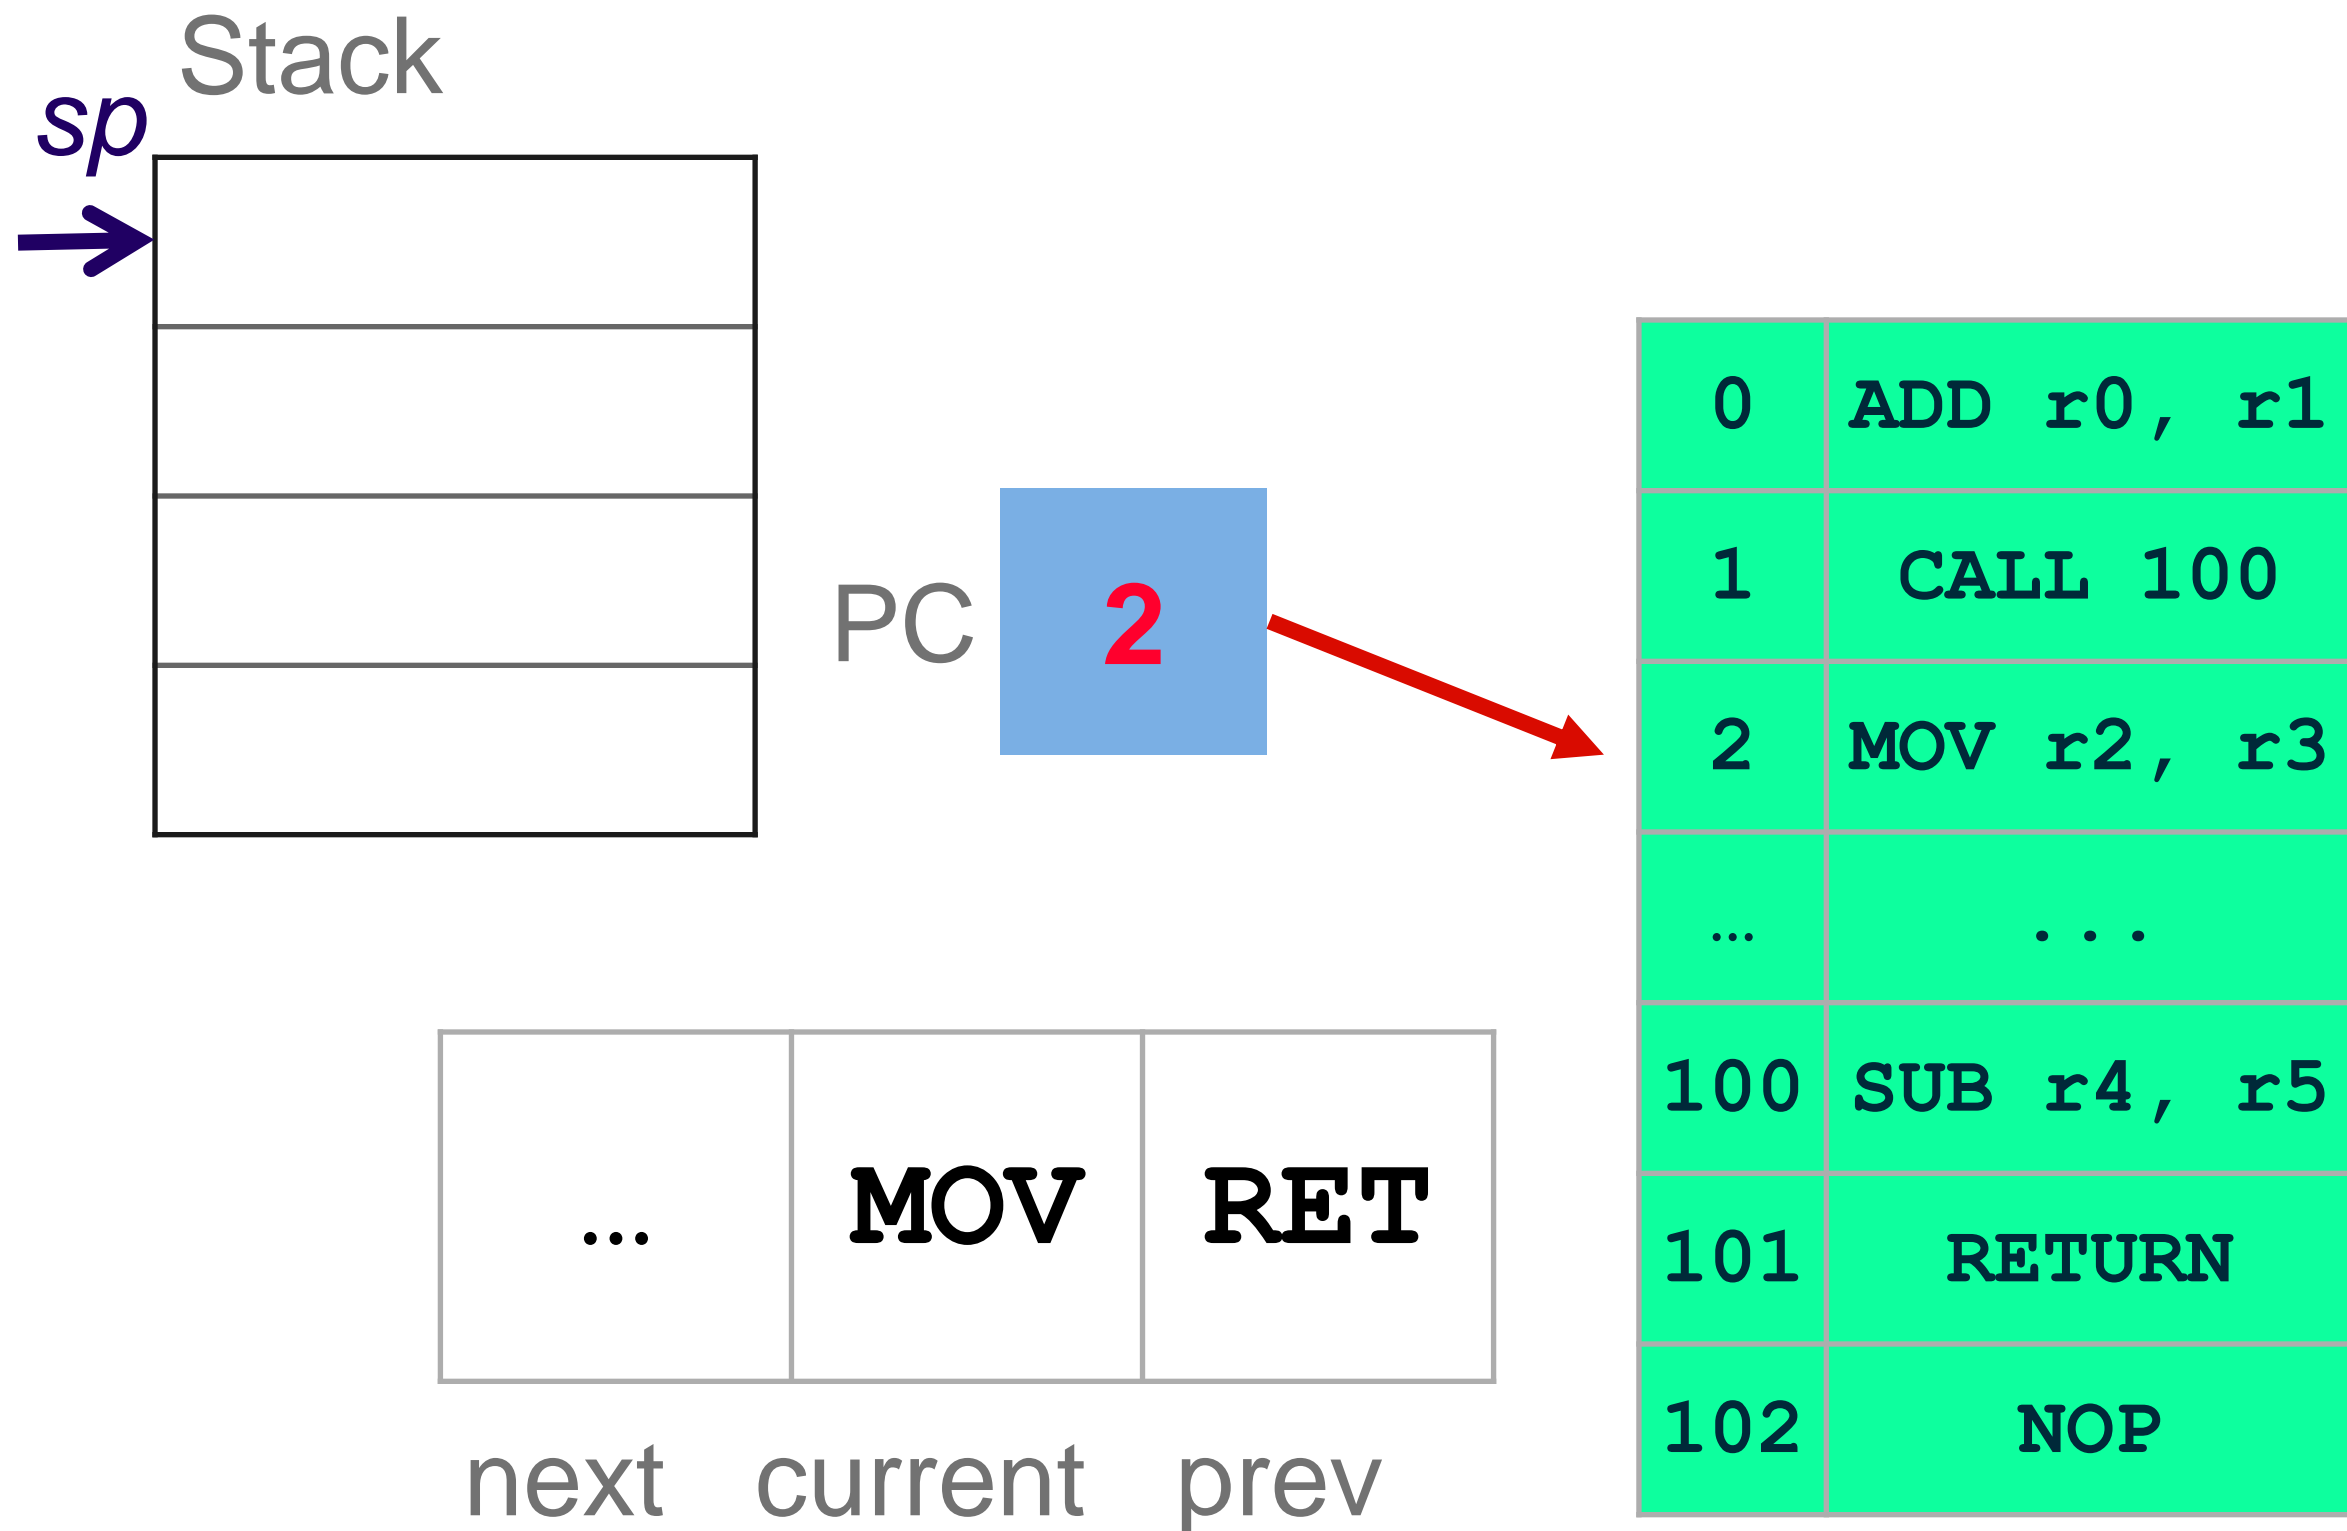 Stack
sp
PC 2
0 ADD r0, r1
1 CALL 100
2 MOV r2, r3
… ...
100 SUB r4, r5
101 RETURN
102 NOP
… MOV RET
next current prev